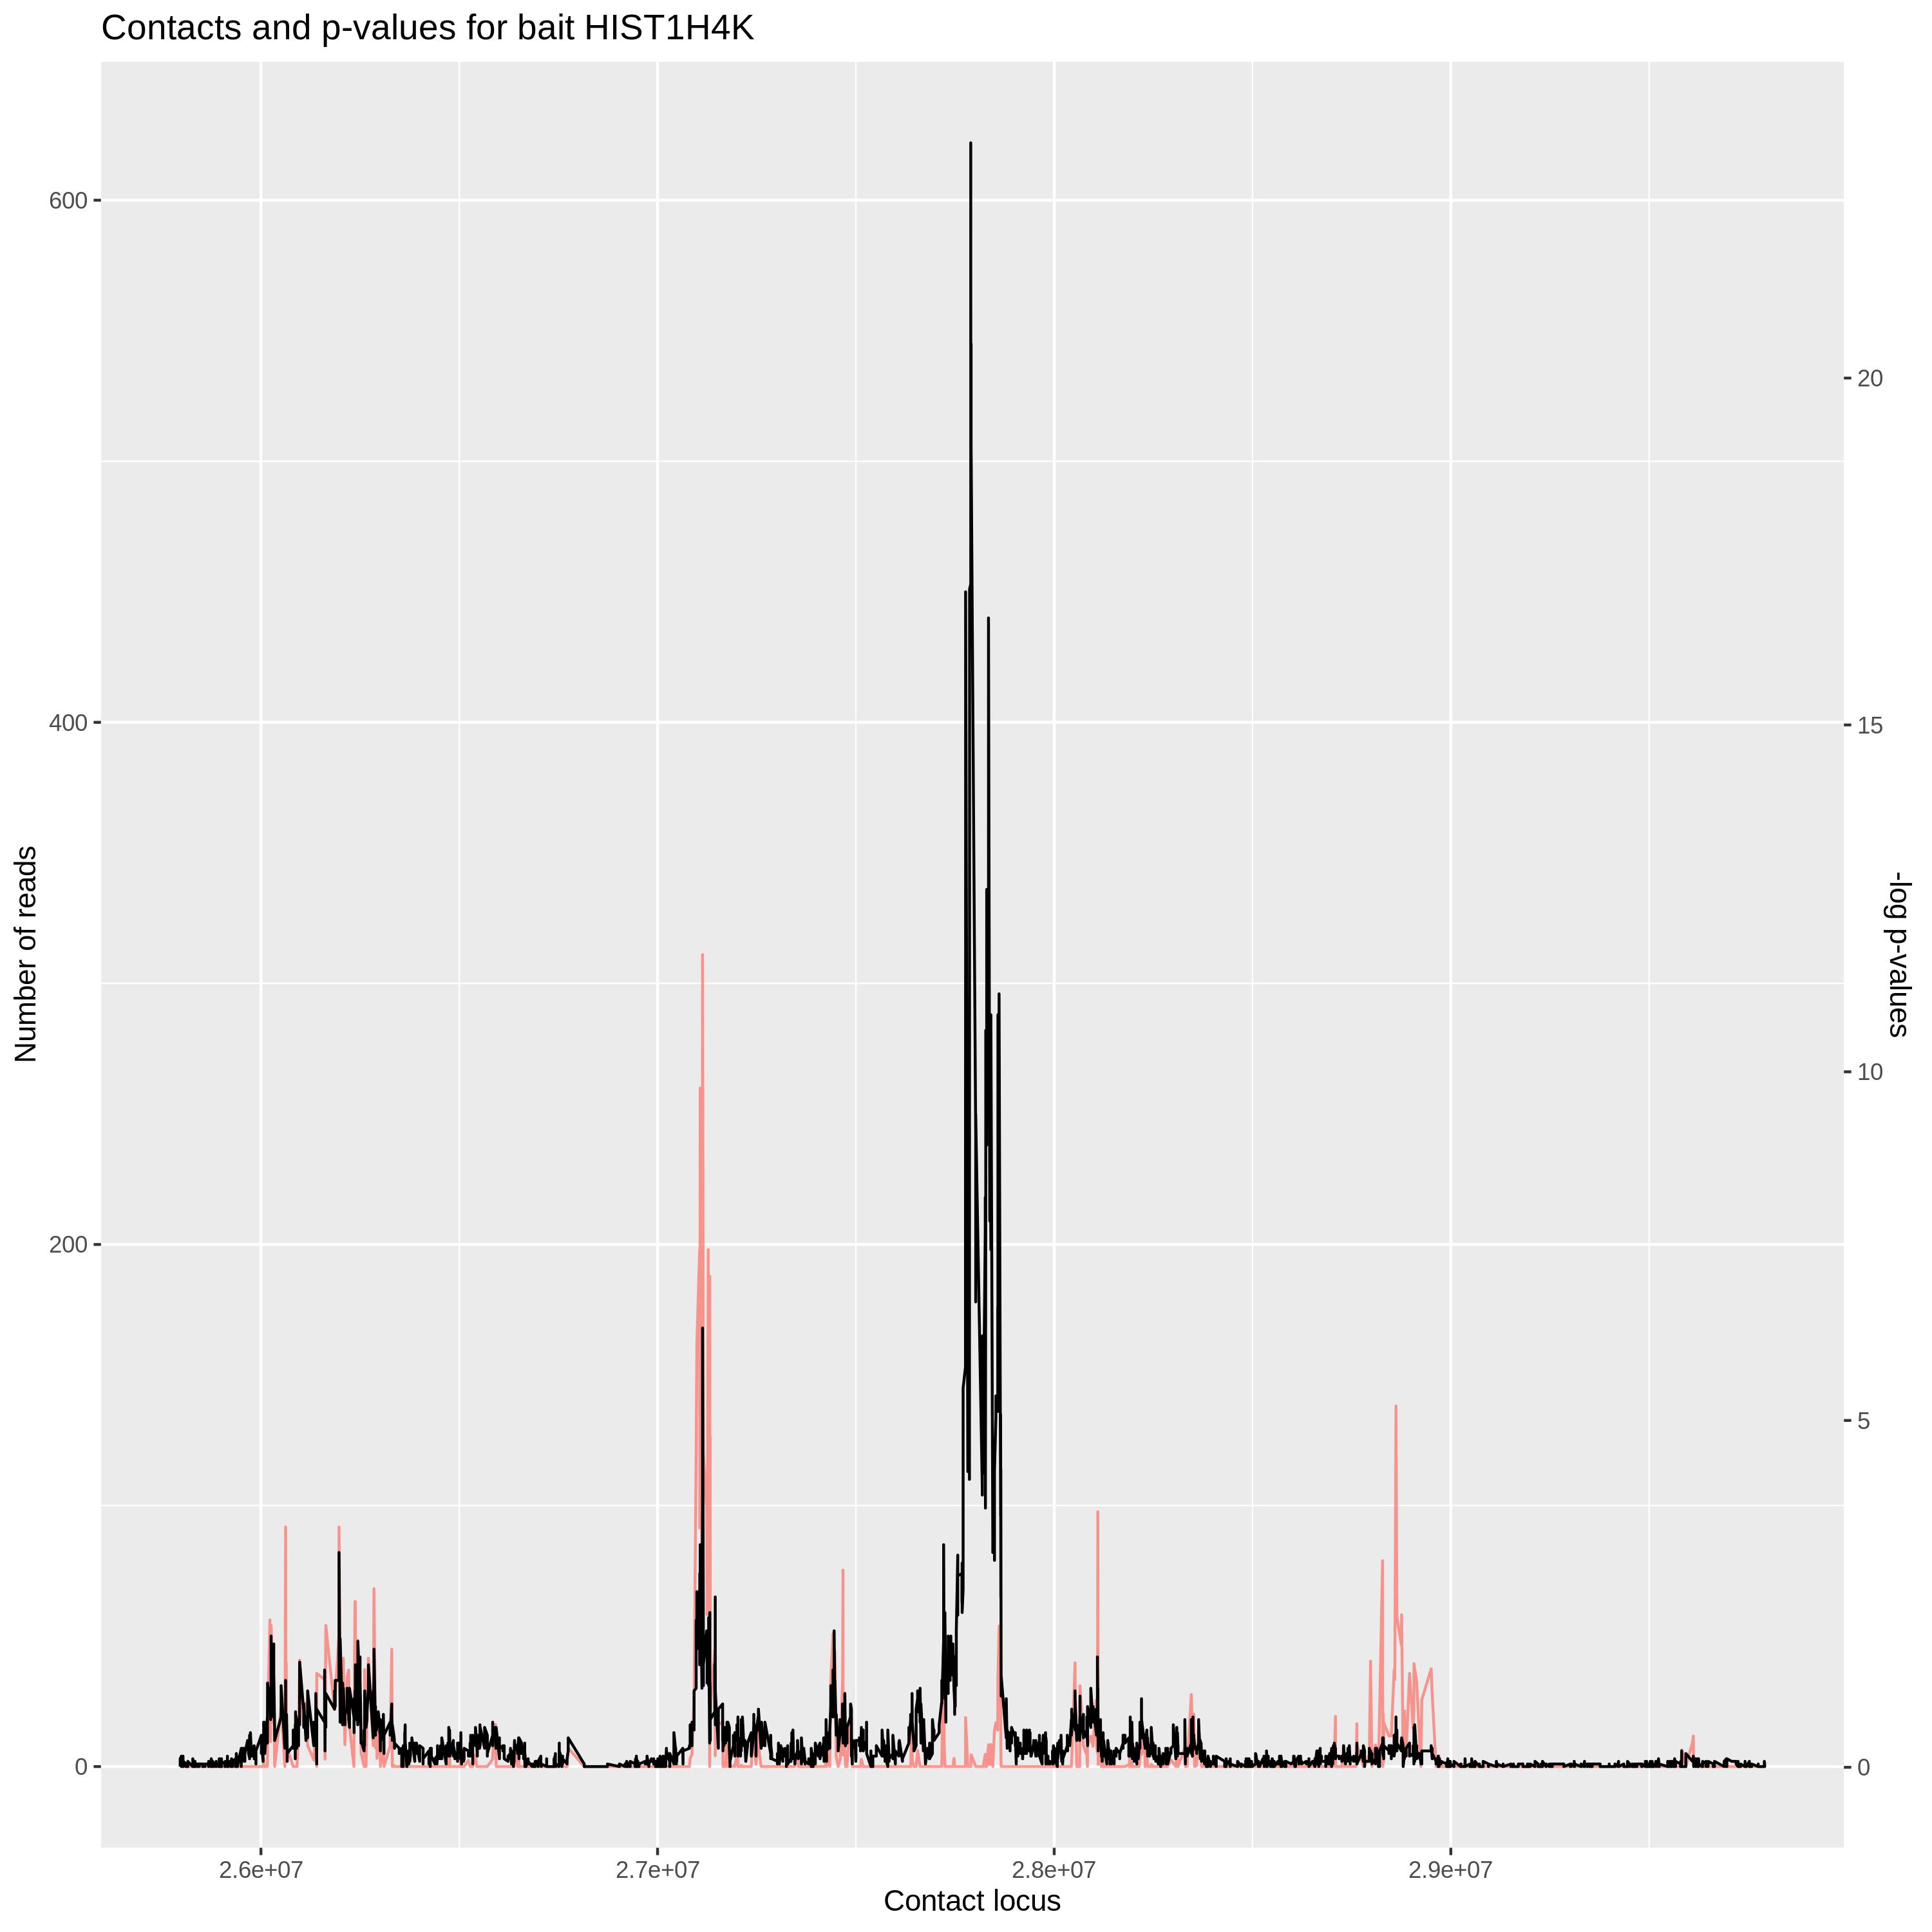 Contacts and p-values for bait HIST1H4K
600
400
200
0
Number of reads
20
15
10
5
0
-log p-values
2.6e+07
2.7e+07
2.8e+07
2.9e+07
Contact locus